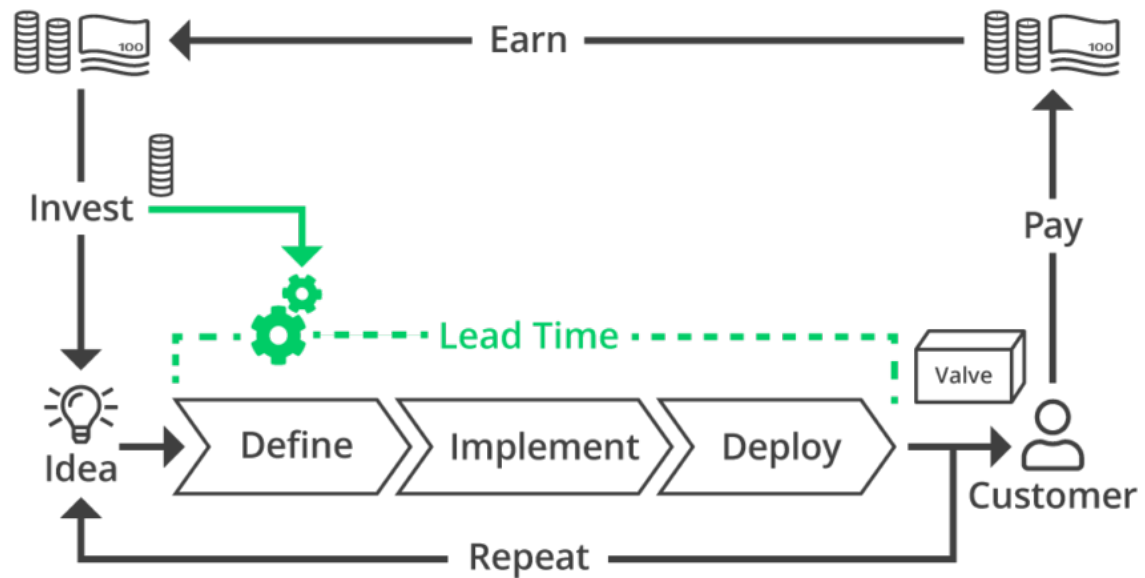 100
Earn
100
Invest
Pay
Lead Time
Valve
Define
Implement
Deploy
Idea
Customer
Repeat